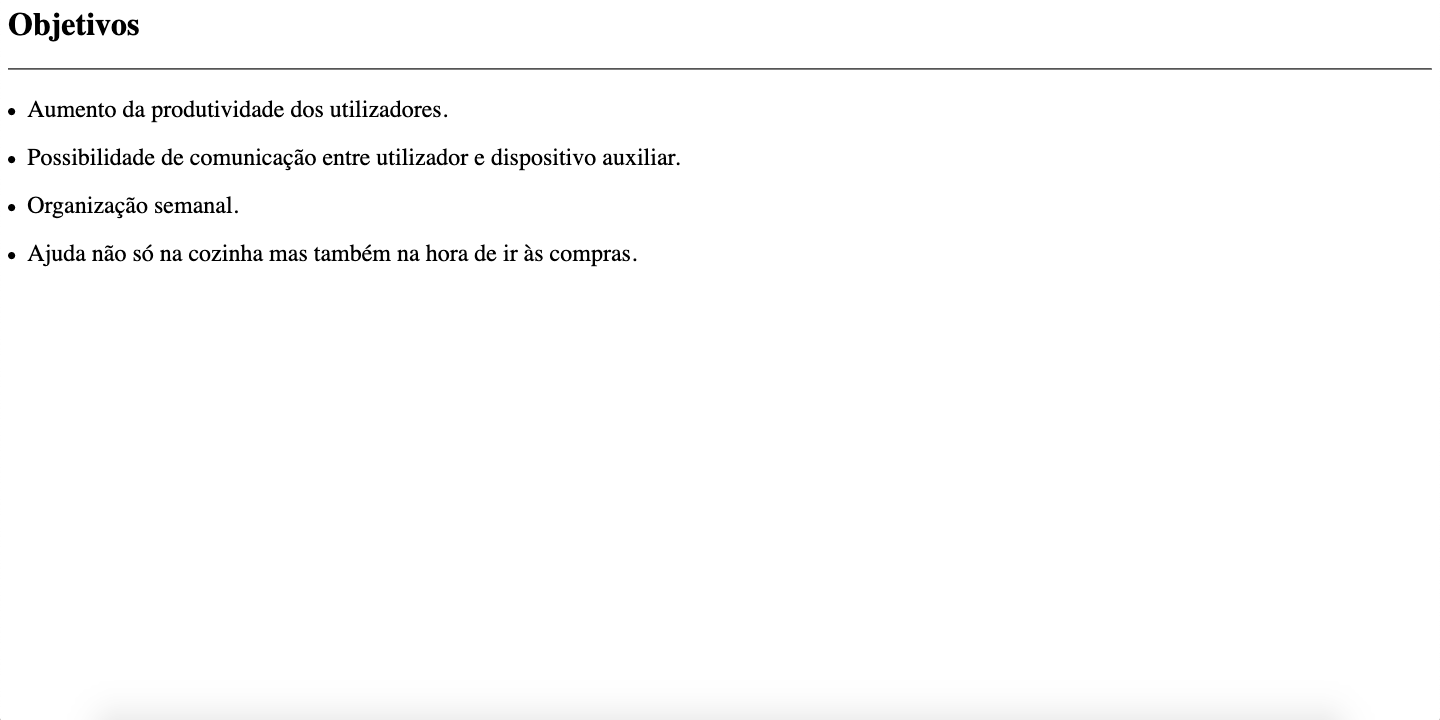 Objetivos
• Aumento da produtividade dos utilizadores.
• Possibilidade de comunicação entre utilizador e dispositivo auxiliar.
• Organização semanal.
• Ajuda não só na cozinha mas também na hora de ir às compras.